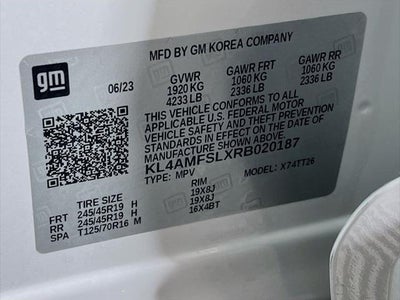 MFD BY GM KOREA COMPANY
gm
06/23 GVWR GAWR FRT GAWR RR
1920 KG 1060 KG 1060 KG
4233 LB 2336 LB 2336 LB
THIS VEHICLE CONFORMS TO ALL
APPLICABLE U.S. FEDERAL MOTOR
VEHICLE SAFETY AND THEFT PREVENTION
STANDARDS IN EFFECT ON THE DATE OF
MANUFACTURE SHOWN ABOVE.
KL4AMFSLXRB020187
TYPE: MPV MODEL: X74TT26
TIRE SIZE RIM
FRT 245/45R19 H 19X8J
RR 245/45R19 H 19X8J
SPA T125/70R16 M 16X4BT